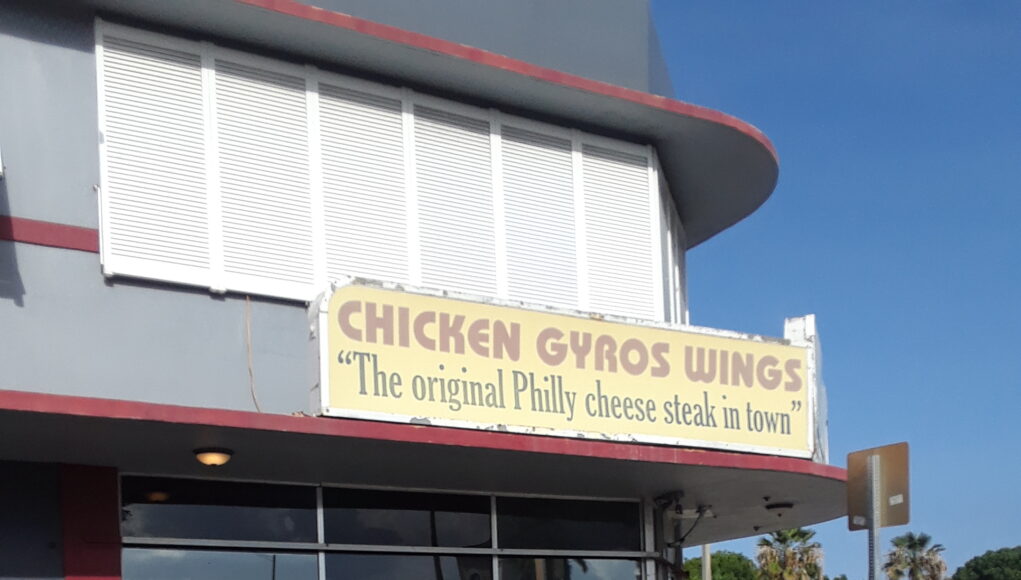 CHICKEN GYROS WINGS
“The original Philly cheese steak in town”